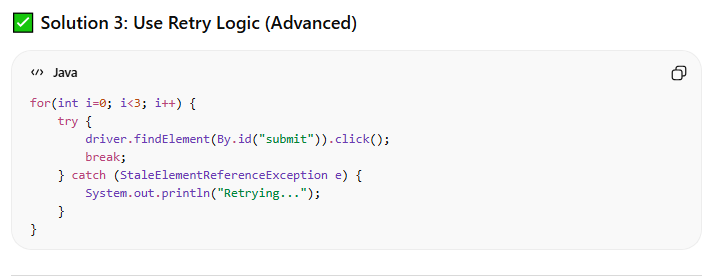 ✅ Solution 3: Use Retry Logic (Advanced)
</> Java
for(int i=0; i<3; i++) {
    try {
        driver.findElement(By.id("submit")).click();
        break;
    } catch (StaleElementReferenceException e) {
        System.out.println("Retrying...");
    }
}